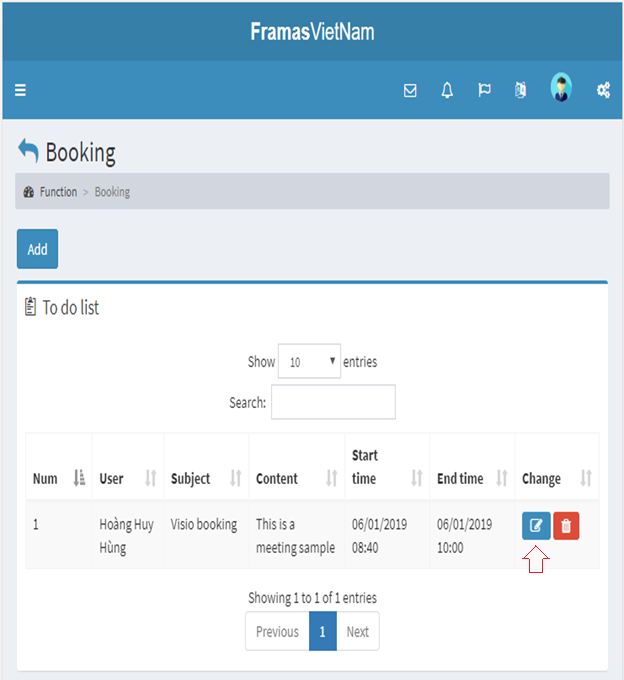 FramasVietNam
Booking
Function > Booking
Add
To do list
Show 10 entries
Search:
Num User Subject Content Start time End time Change
1 Hoàng Huy Hùng Visio booking This is a meeting sample 06/01/2019 08:40 06/01/2019 10:00
Showing 1 to 1 of 1 entries
Previous 1 Next